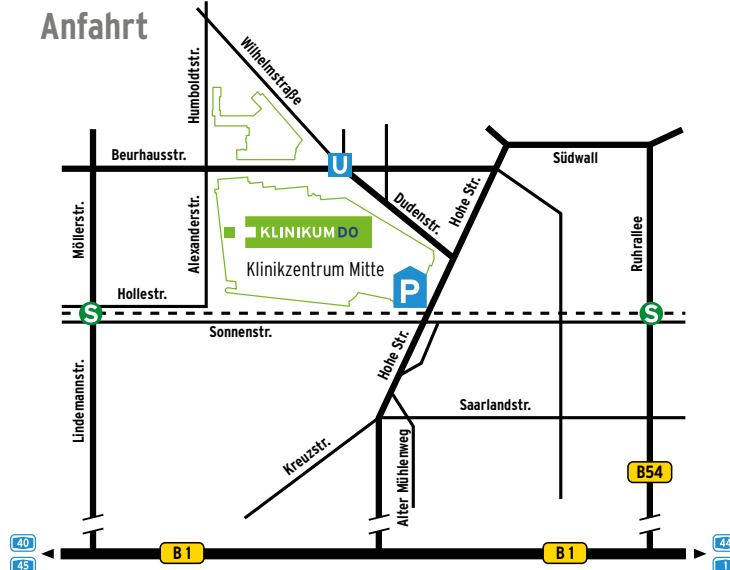 Anfahrt
Humboldtstr.
Wilhelmstraße
Beurhausstr.
U
Südwall
Möllerstr.
Alexanderstr.
Dudenstr.
Hohe Str.
Ruhrallee
KLINIKUMDO
Klinikzentrum Mitte
P
Hollestr.
S
S
Sonnenstr.
Hohe Str.
Lindemannstr.
Saarlandstr.
Kreuzstr.
Alter Mühlenweg
B54
40
45
B 1
B 1
44
1